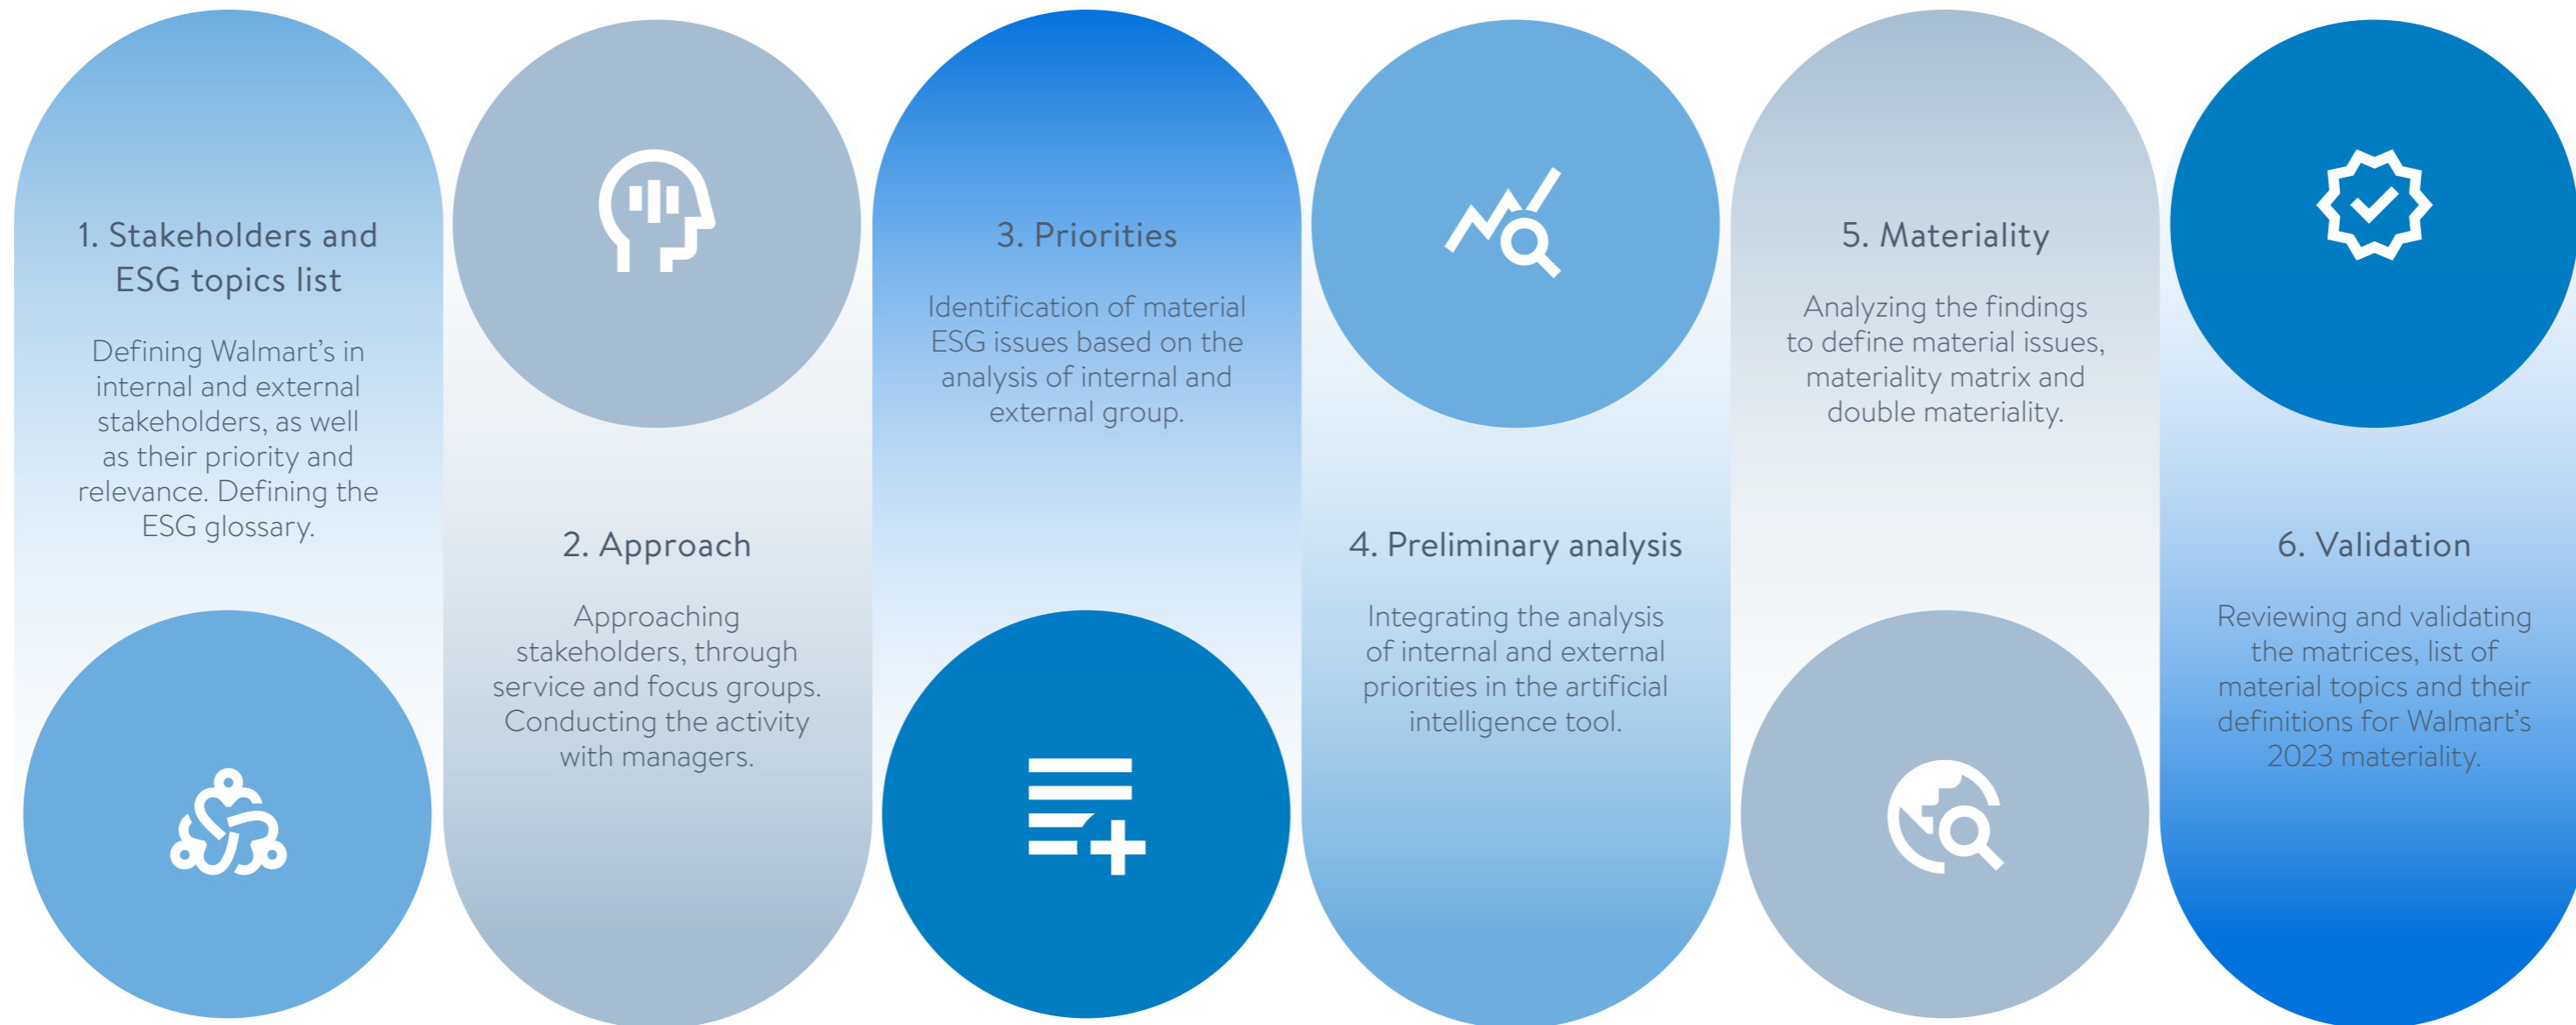 1. Stakeholders and
ESG topics list
Defining Walmart’s in
internal and external
stakeholders, as well
as their priority and
relevance. Defining the
ESG glossary.
2. Approach
Approaching
stakeholders, through
service and focus groups.
Conducting the activity
with managers.
3. Priorities
Identification of material
ESG issues based on the
analysis of internal and
external group.
4. Preliminary analysis
Integrating the analysis
of internal and external
priorities in the artificial
intelligence tool.
5. Materiality
Analyzing the findings
to define material issues,
materiality matrix and
double materiality.
6. Validation
Reviewing and validating
the matrices, list of
material topics and their
definitions for Walmart’s
2023 materiality.